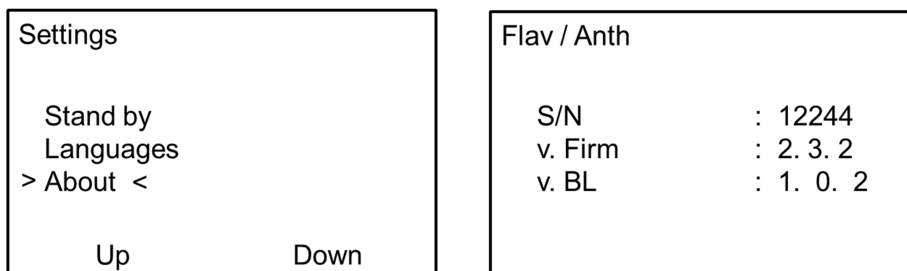 Settings
Stand by
Languages
> About <
Up Down
Flav / Anth
S/N : 12244
v. Firm : 2. 3. 2
v. BL : 1. 0. 2